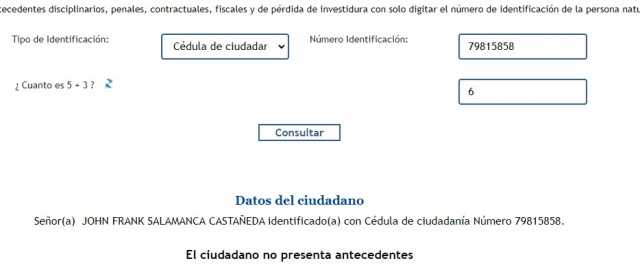 tecedentes disciplinarios, penales, contractuales, fiscales y de pérdida de investidura con solo digitar el número de identificación de la persona natu
Tipo de Identificación: Cédula de ciudadar Número Identificación: 79815858
¿ Cuanto es 5 + 3 ? 6
Consultar
Datos del ciudadano
Señor(a) JOHN FRANK SALAMANCA CASTAÑEDA identificado(a) con Cédula de ciudadanía Número 79815858.
El ciudadano no presenta antecedentes